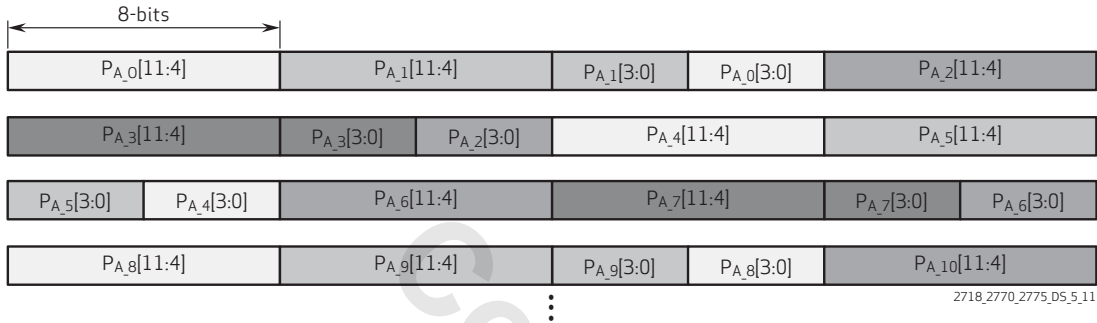 8-bits
PA_0[11:4] PA_1[11:4] PA_1[3:0] PA_0[3:0] PA_2[11:4]
PA_3[11:4] PA_3[3:0] PA_2[3:0] PA_4[11:4] PA_5[11:4]
PA_5[3:0] PA_4[3:0] PA_6[11:4] PA_7[11:4] PA_7[3:0] PA_6[3:0]
PA_8[11:4] PA_9[11:4] PA_9[3:0] PA_8[3:0] PA_10[11:4]
2718_2770_2775_DS_5_11